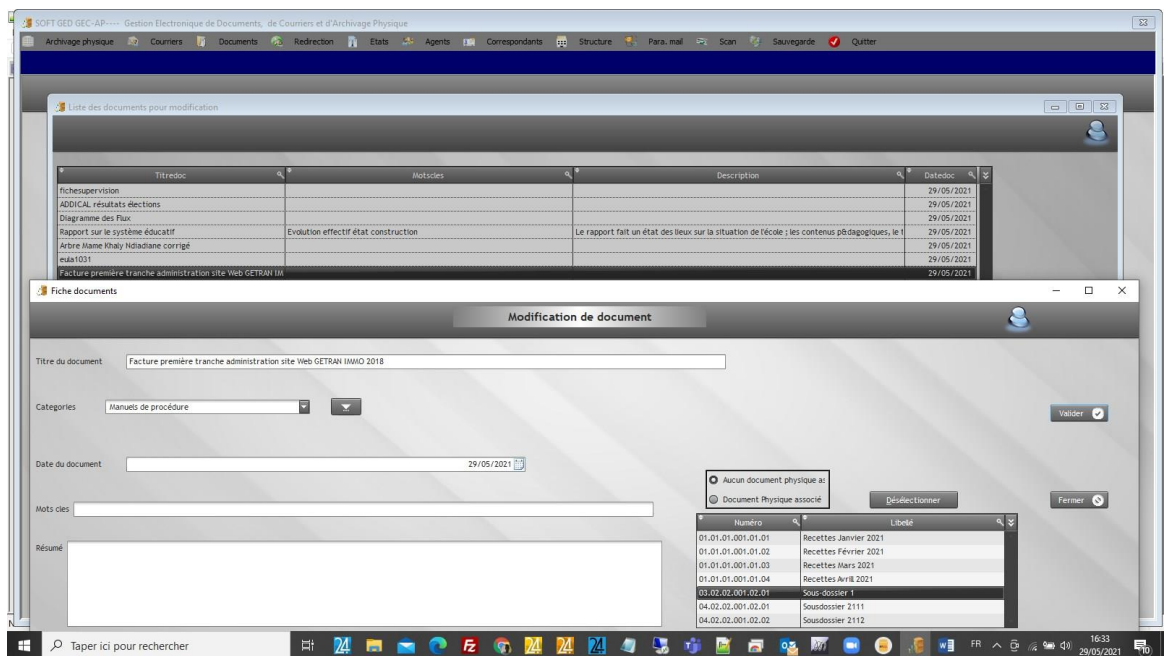 SOFT GED GEC-AP---- Gestion Electronique de Documents, de Courriers et d'Archivage Physique
Archivage physique Courriers Documents Redirection Etats Agents Correspondants Structure Para. mail Scan Sauvegarde Quitter
Liste des documents pour modification
Titredoc Motscles Description Datedoc
fichesupervision 29/05/2021
ADDICAL résultats élections 29/05/2021
Diagramme des Flux 29/05/2021
Rapport sur le système éducatif Evolution effectif état construction Le rapport fait un état des lieux sur la situation de l'école ; les contenus pédagogiques, le f 29/05/2021
Arbre Mame Khaly Ndiadiane corrigé 29/05/2021
eula1031 29/05/2021
Facture première tranche administration site Web GETRAN IM 29/05/2021
Fiche documents
Modification de document
Titre du document Facture première tranche administration site Web GETRAN IMMO 2018
Categories Manuels de procédure
Valider
Date du document 29/05/2021
Aucun document physique as
Document Physique associé Désélectionner Fermer
Mots cles
Numéro Libellé
Résumé
01.01.01.001.01.01 Recettes Janvier 2021
01.01.01.001.01.02 Recettes Février 2021
01.01.01.001.01.03 Recettes Mars 2021
01.01.01.001.01.04 Recettes Avril 2021
03.02.02.001.02.01 Sous-dossier 1
04.02.02.001.02.01 Sousdossier 2111
04.02.02.001.02.02 Sousdossier 2112
Taper ici pour rechercher
24 24 24 24
FR 16:33
29/05/2021